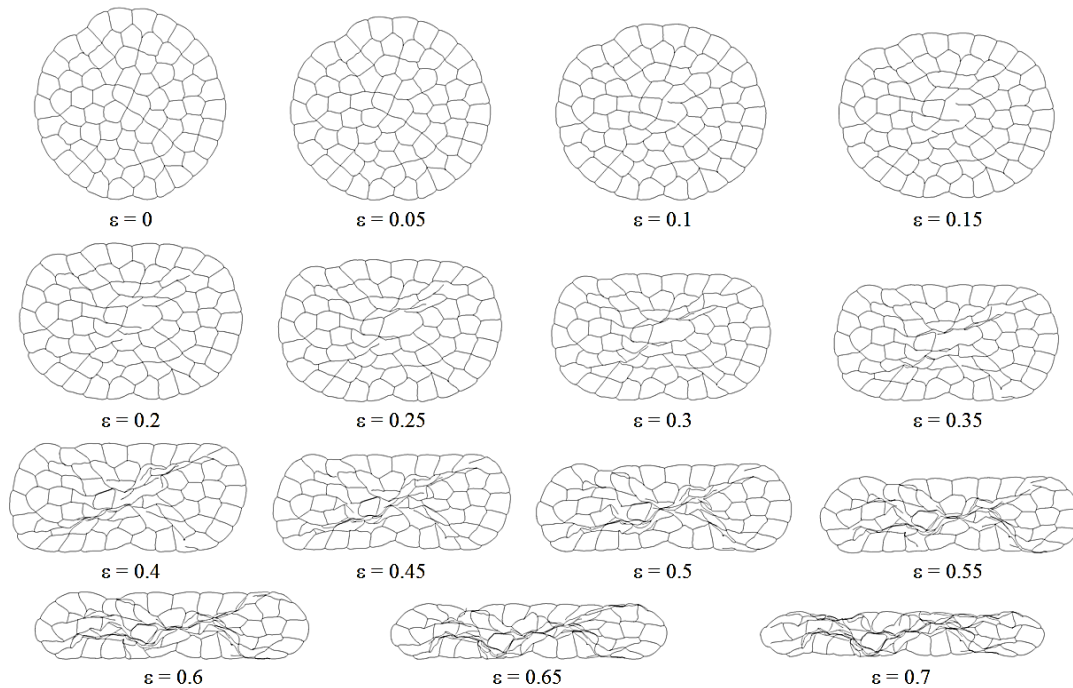 ε = 0
ε = 0.05
ε = 0.1
ε = 0.15
ε = 0.2
ε = 0.25
ε = 0.3
ε = 0.35
ε = 0.4
ε = 0.45
ε = 0.5
ε = 0.55
ε = 0.6
ε = 0.65
ε = 0.7